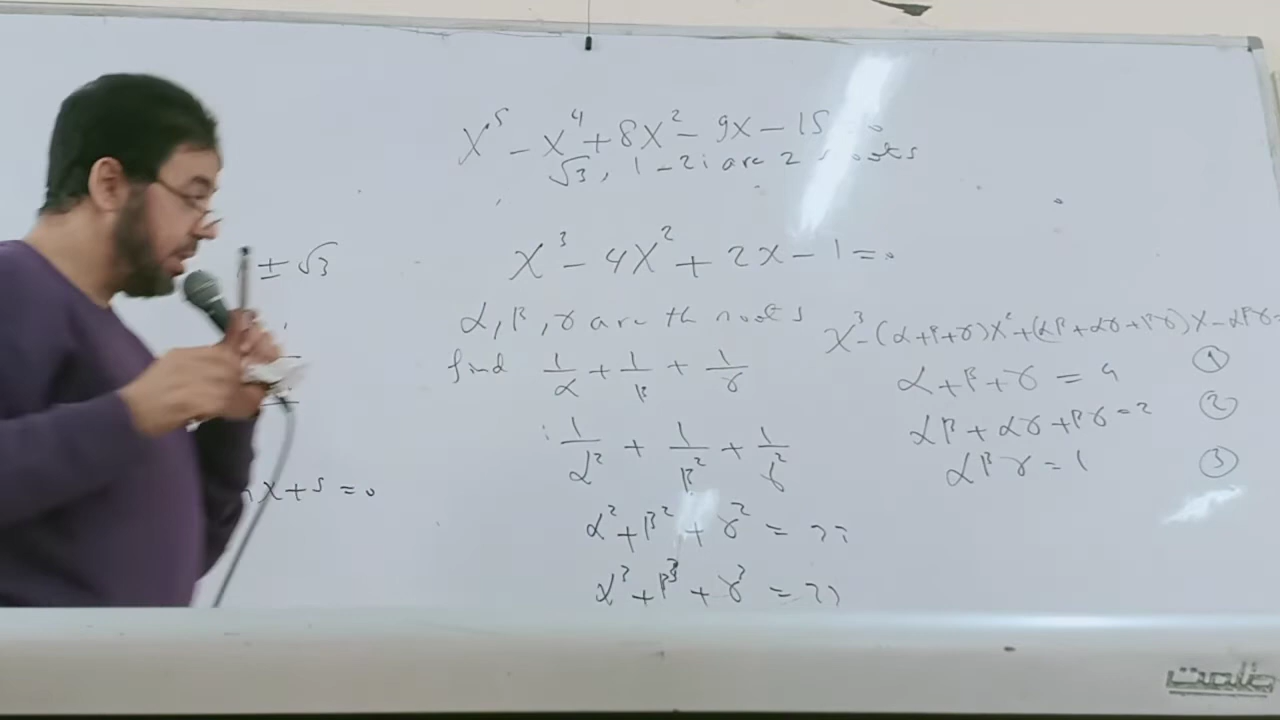 x⁵ - x⁴ + 8x² - 9x - 15 = 0
√3, 1 - 2i are 2 roots
± √3
x³ - 4x² + 2x - 1 = 0
α, β, γ are th roots
find 1/α + 1/β + 1/γ
1/α² + 1/β² + 1/γ²
α² + β² + γ² = ??
α³ + β³ + γ³ = ??
x³ - (α+β+γ)x² + (αβ+αγ+βγ)x - αβγ =
α + β + γ = 4 ①
αβ + αγ + βγ = 2 ②
αβγ = 1 ③
x + 5 = 0